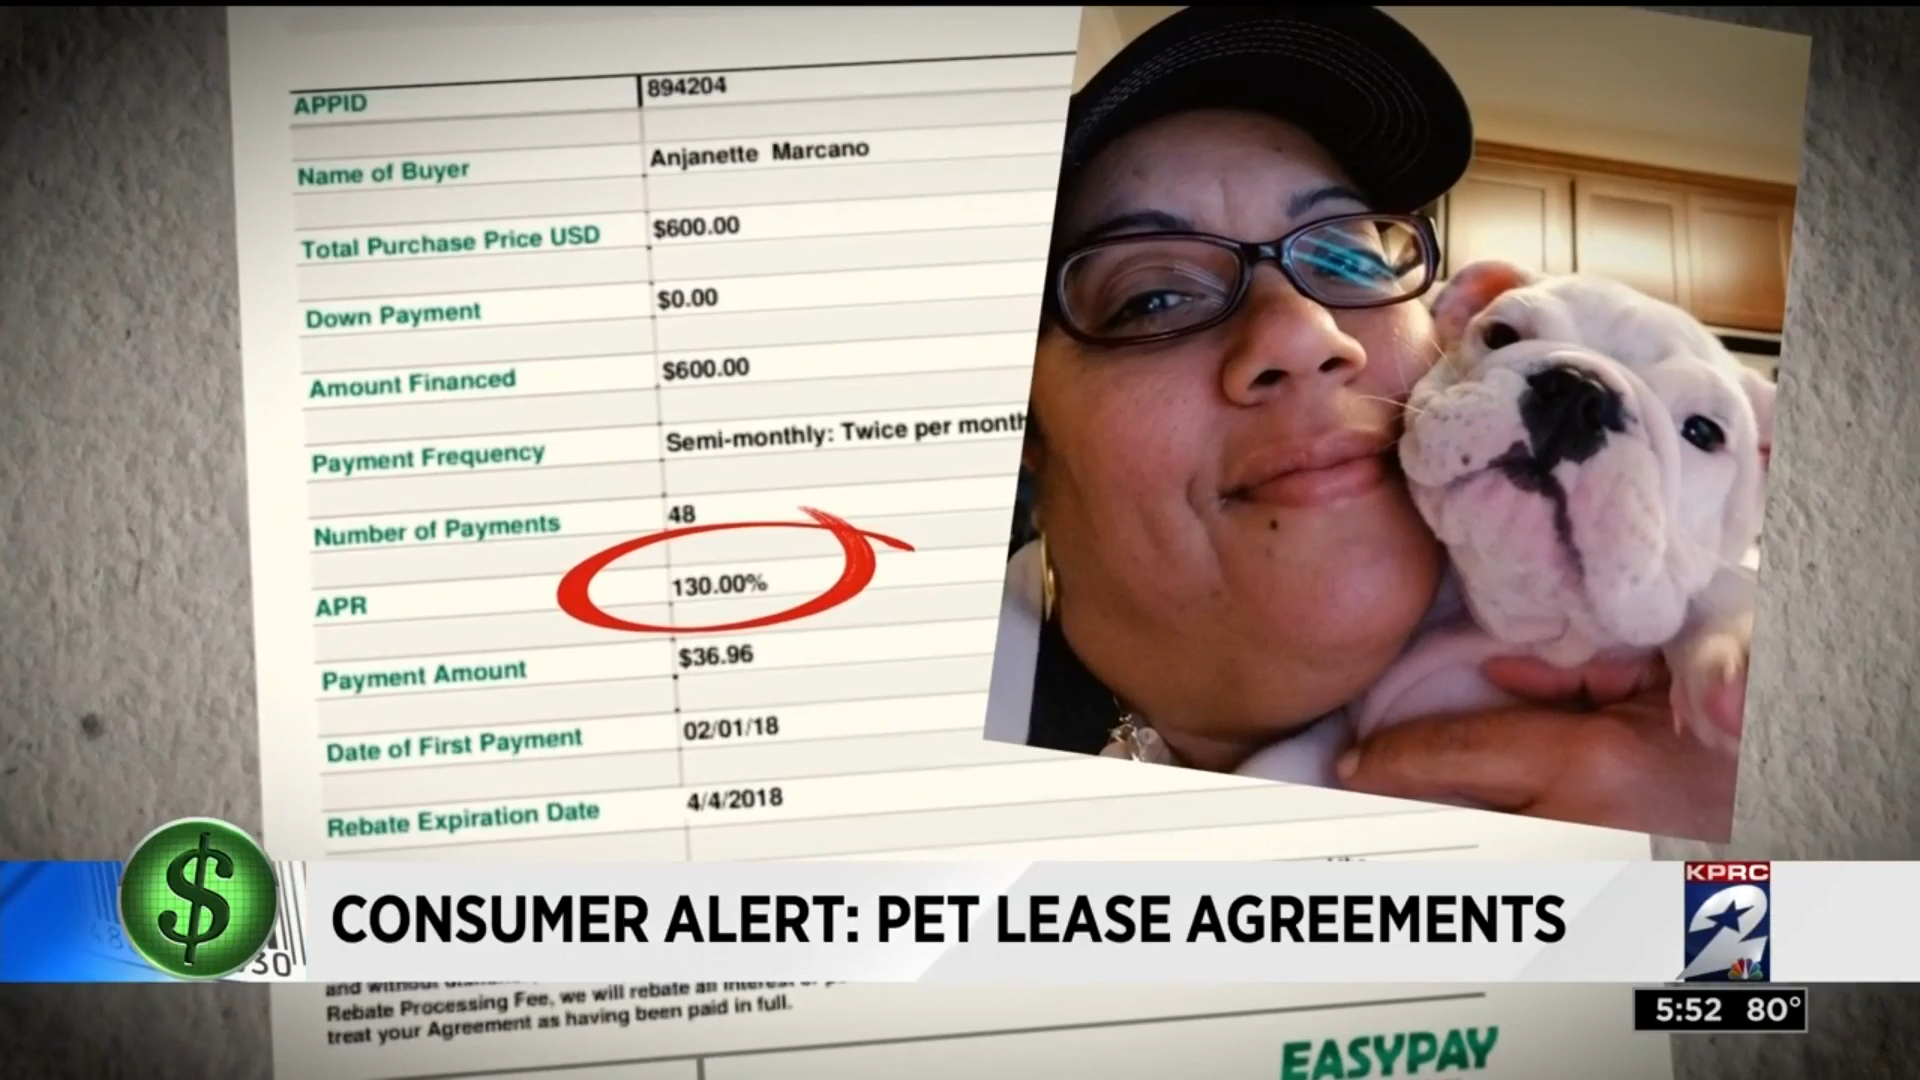 APPID 894204
Name of Buyer Anjanette Marcano
Total Purchase Price USD $600.00
Down Payment $0.00
Amount Financed $600.00
Payment Frequency Semi-monthly: Twice per month
Number of Payments 48
APR 130.00%
Payment Amount $36.96
Date of First Payment 02/01/18
Rebate Expiration Date 4/4/2018
CONSUMER ALERT: PET LEASE AGREEMENTS
KPRC
2
and without
Rebate Processing Fee, we will rebate all interest
treat your Agreement as having been paid in full.
5:52 80°
EASYPAY